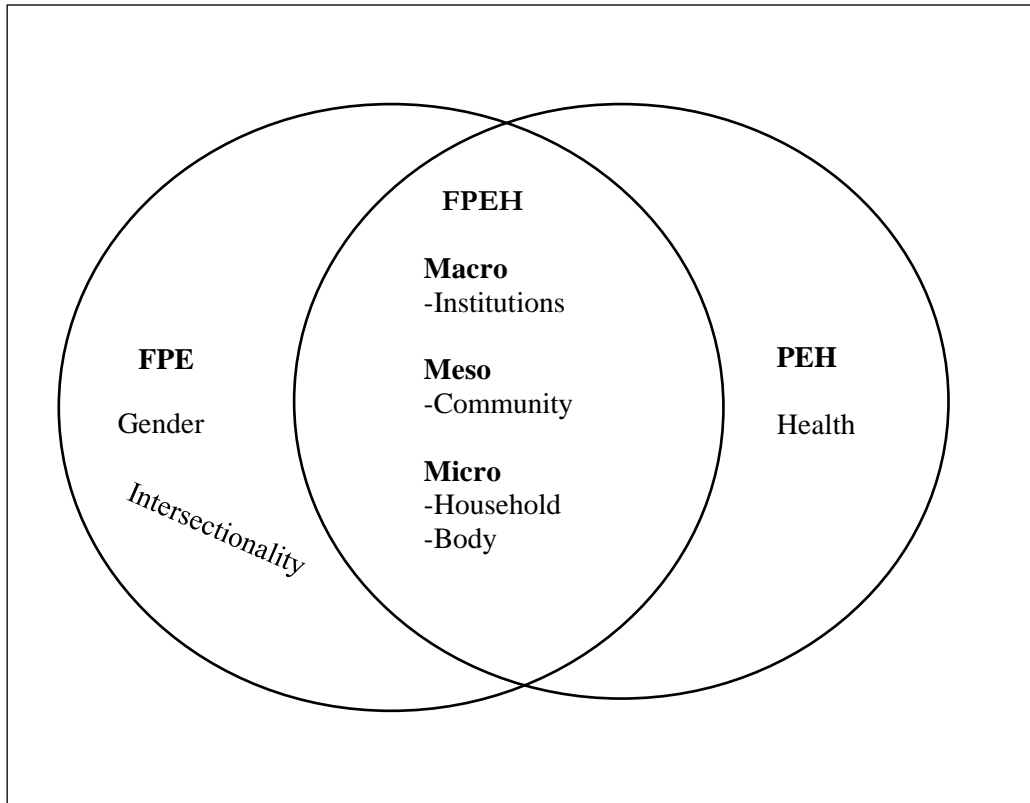 FPE
Gender
Intersectionality
FPEH
Macro
-Institutions
Meso
-Community
Micro
-Household
-Body
PEH
Health